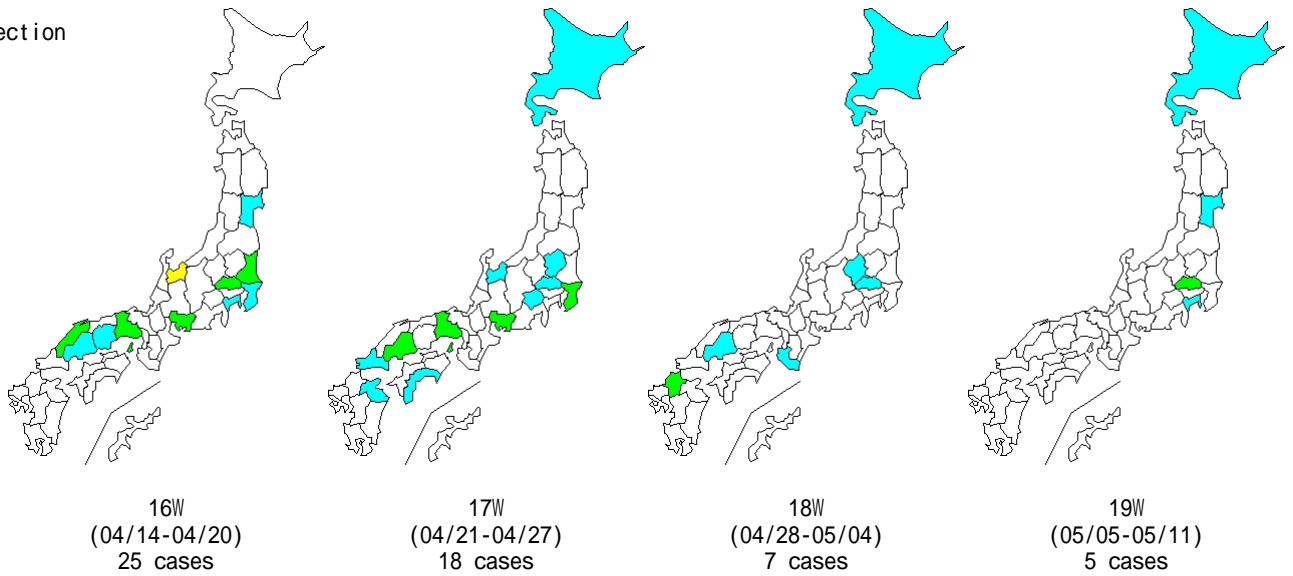 ection
16W
(04/14-04/20)
25 cases
17W
(04/21-04/27)
18 cases
18W
(04/28-05/04)
7 cases
19W
(05/05-05/11)
5 cases